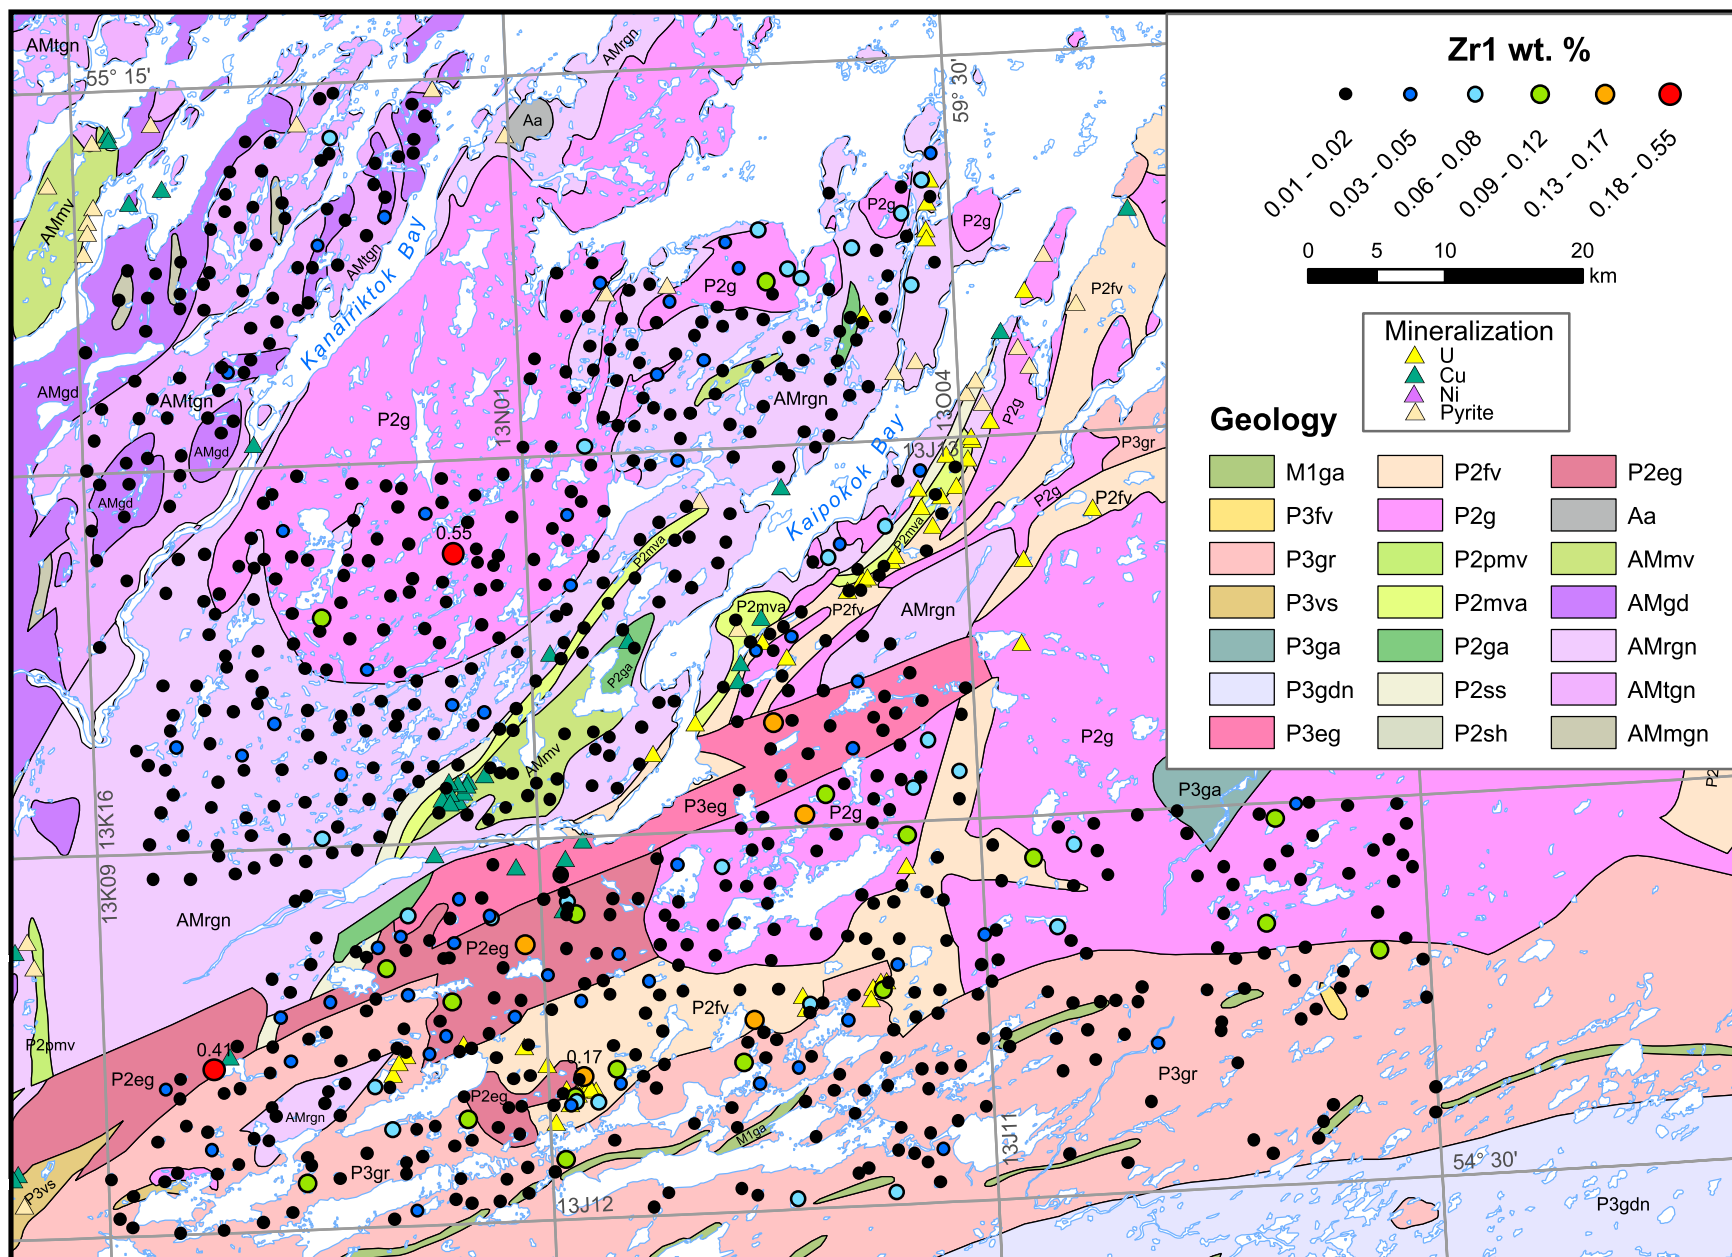 Zr1 wt. %
0.01 - 0.02
0.03 - 0.05
0.06 - 0.08
0.09 - 0.12
0.13 - 0.17
0.18 - 0.55
0 5 10 20 km
Mineralization
U
Cu
Ni
Pyrite
Geology
M1ga P2fv P2eg
P3fv P2g Aa
P3gr P2pmv AMmv
P3vs P2mva AMgd
P3ga P2ga AMrgn
P3gdn P2ss AMtgn
P3eg P2sh AMmgn
AMtgn
55° 15'
AMrgn
59° 30'
Aa
AMmv
P2g
P2g
AMtgn
Kanairiktok Bay
P2g
P2fv
AMgd
AMtgn
P2g
13N01
AMrgn
13O04
P2g
AMgd
P3gr
13J13
Kaipokok Bay
AMgd
P2g
P2fv
0.55
P2mva
P2mva
P2mva
P2fv
AMrgn
P2ga
P2g
AMmv
P3ga
P3eg
P2g
13K16
13K09
AMrgn
P2eg
P2fv
P2pmv
0.41
0.17
P2eg
P3gr
P2eg
AMrgn
M1ga
13J11
P3gr
54° 30'
P3vs
13J12
P3gdn